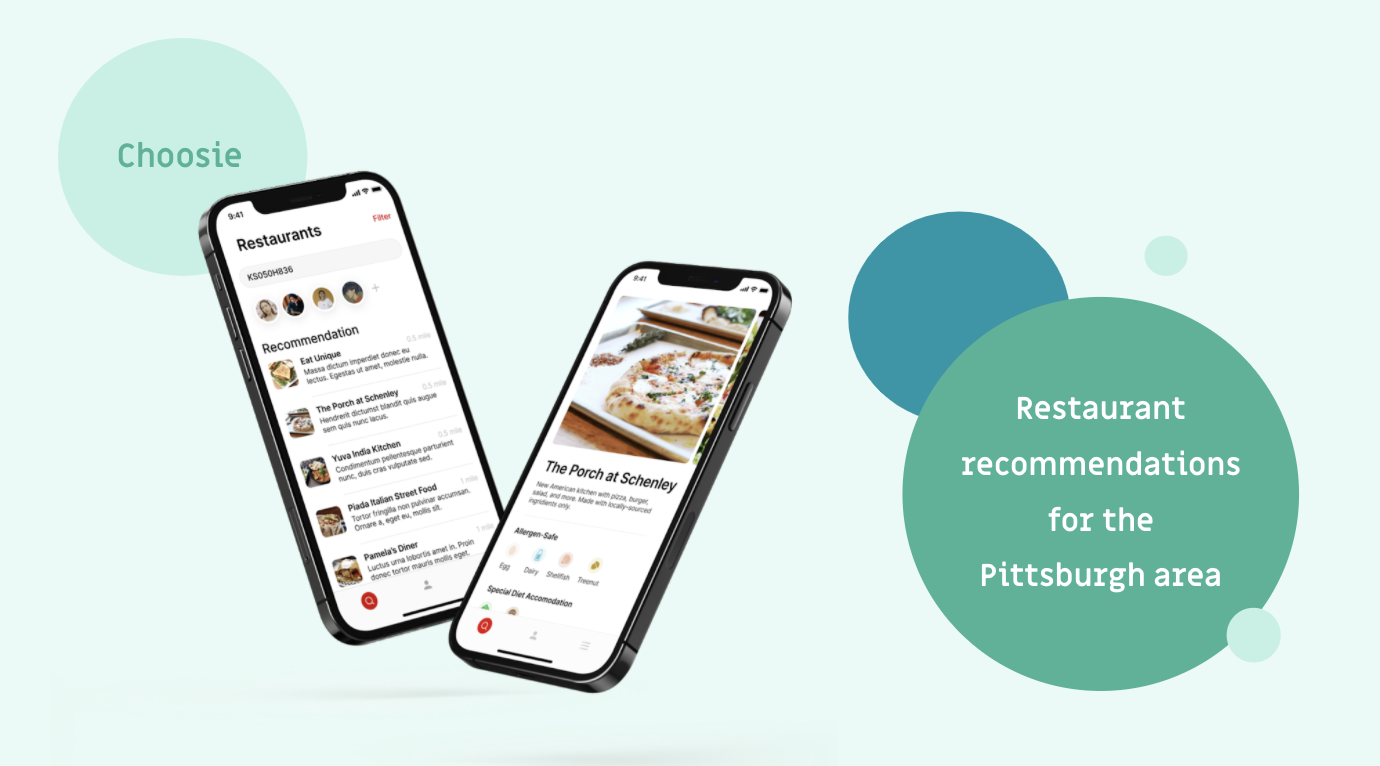 Choosie
9:41
Restaurants
Filter
KS050H836
+
Recommendation
Eat Unique
0.5 mile
Massa dictum imperdiet donec eu
lectus. Egestas ut amet, molestie nulla.
The Porch at Schenley
0.5 mile
Hendrerit dictumst blandit quis augue
sem quis nunc lacus.
Yuva India Kitchen
0.5 mile
Condimentum pellentesque parturient
nunc, duis cras vulputate sed.
Piada Italian Street Food
1 mile
Tortor fringilla non pulvinar accumsan.
Ornare a, eget eu, mollis sit.
Pamela's Diner
1 mile
Luctus urna lobortis amet in. Proin
donec tortor mauris mollis eget.
9:41
The Porch at Schenley
New American kitchen with pizza, burger,
salad, and more. Made with locally-sourced
ingredients only.
Allergen-Safe
Egg Dairy Shellfish Treenut
Special Diet Accomodation
Restaurant
recommendations
for the
Pittsburgh area